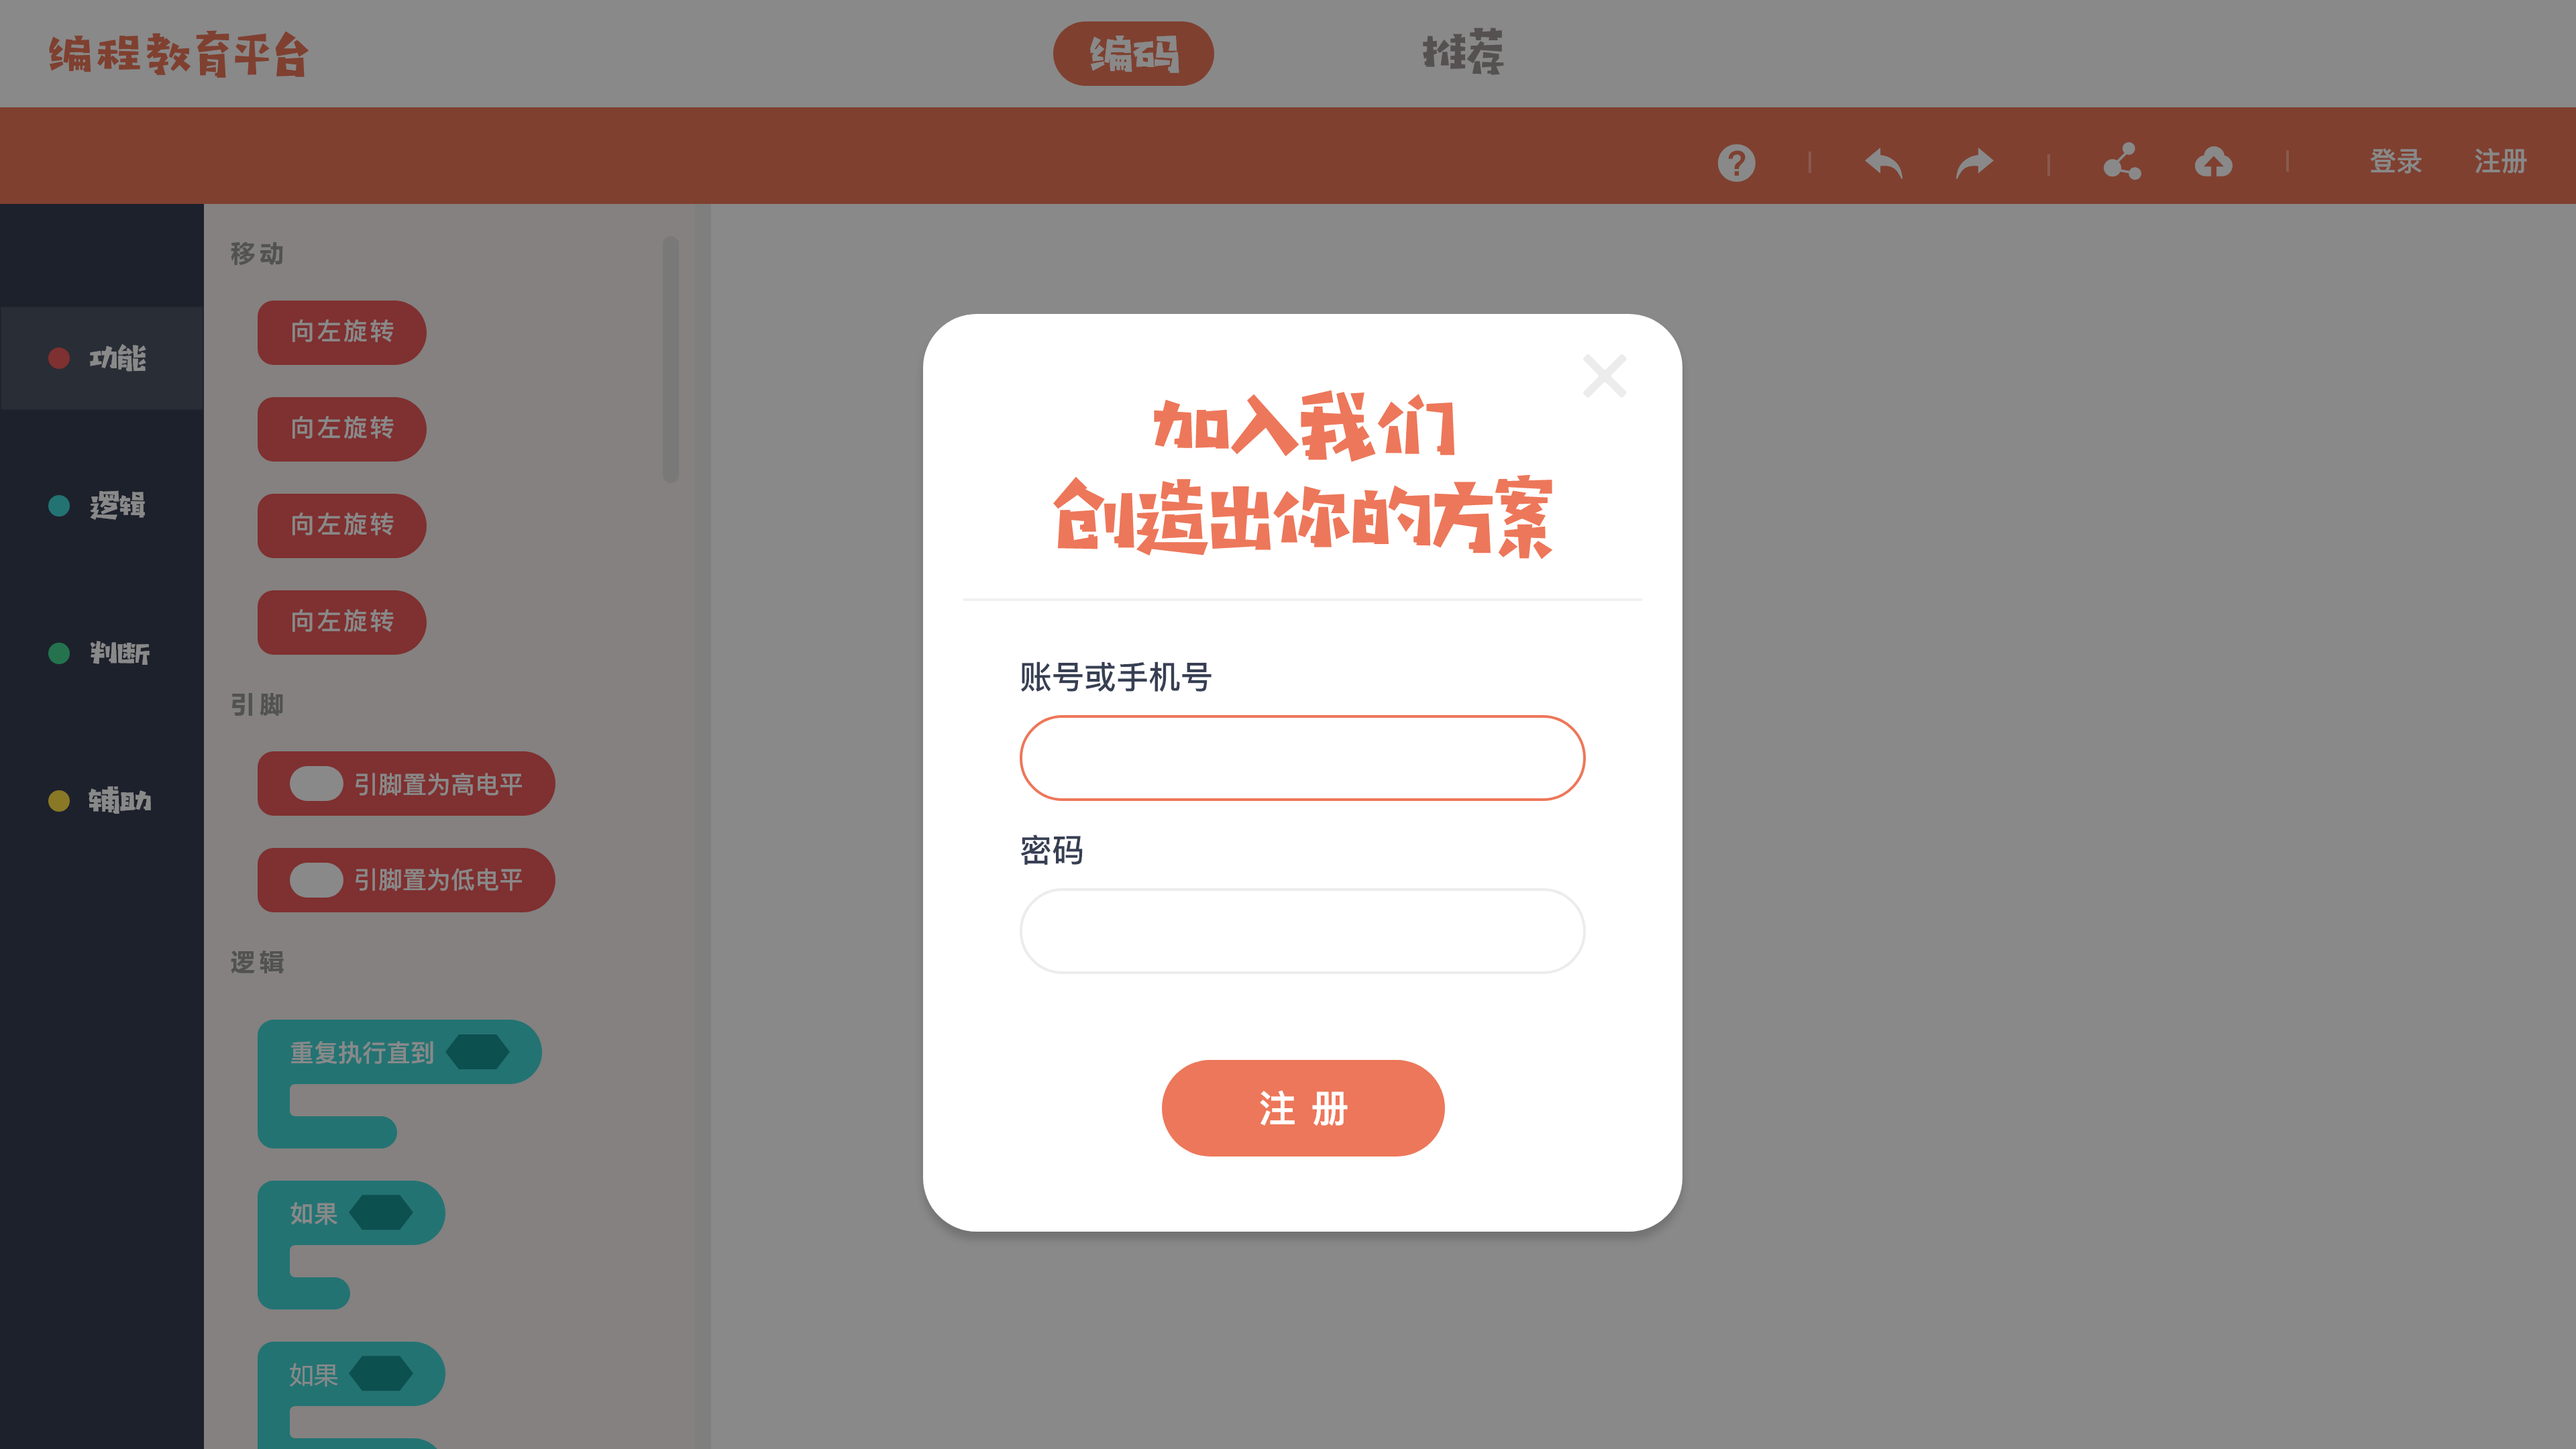 编程教育平台
编码
推荐
?
登录
注册
功能
逻辑
判断
辅助
移动
向左旋转
向左旋转
向左旋转
向左旋转
引脚
引脚置为高电平
引脚置为低电平
逻辑
重复执行直到
如果
如果
加入我们
创造出你的方案
账号或手机号
密码
注 册